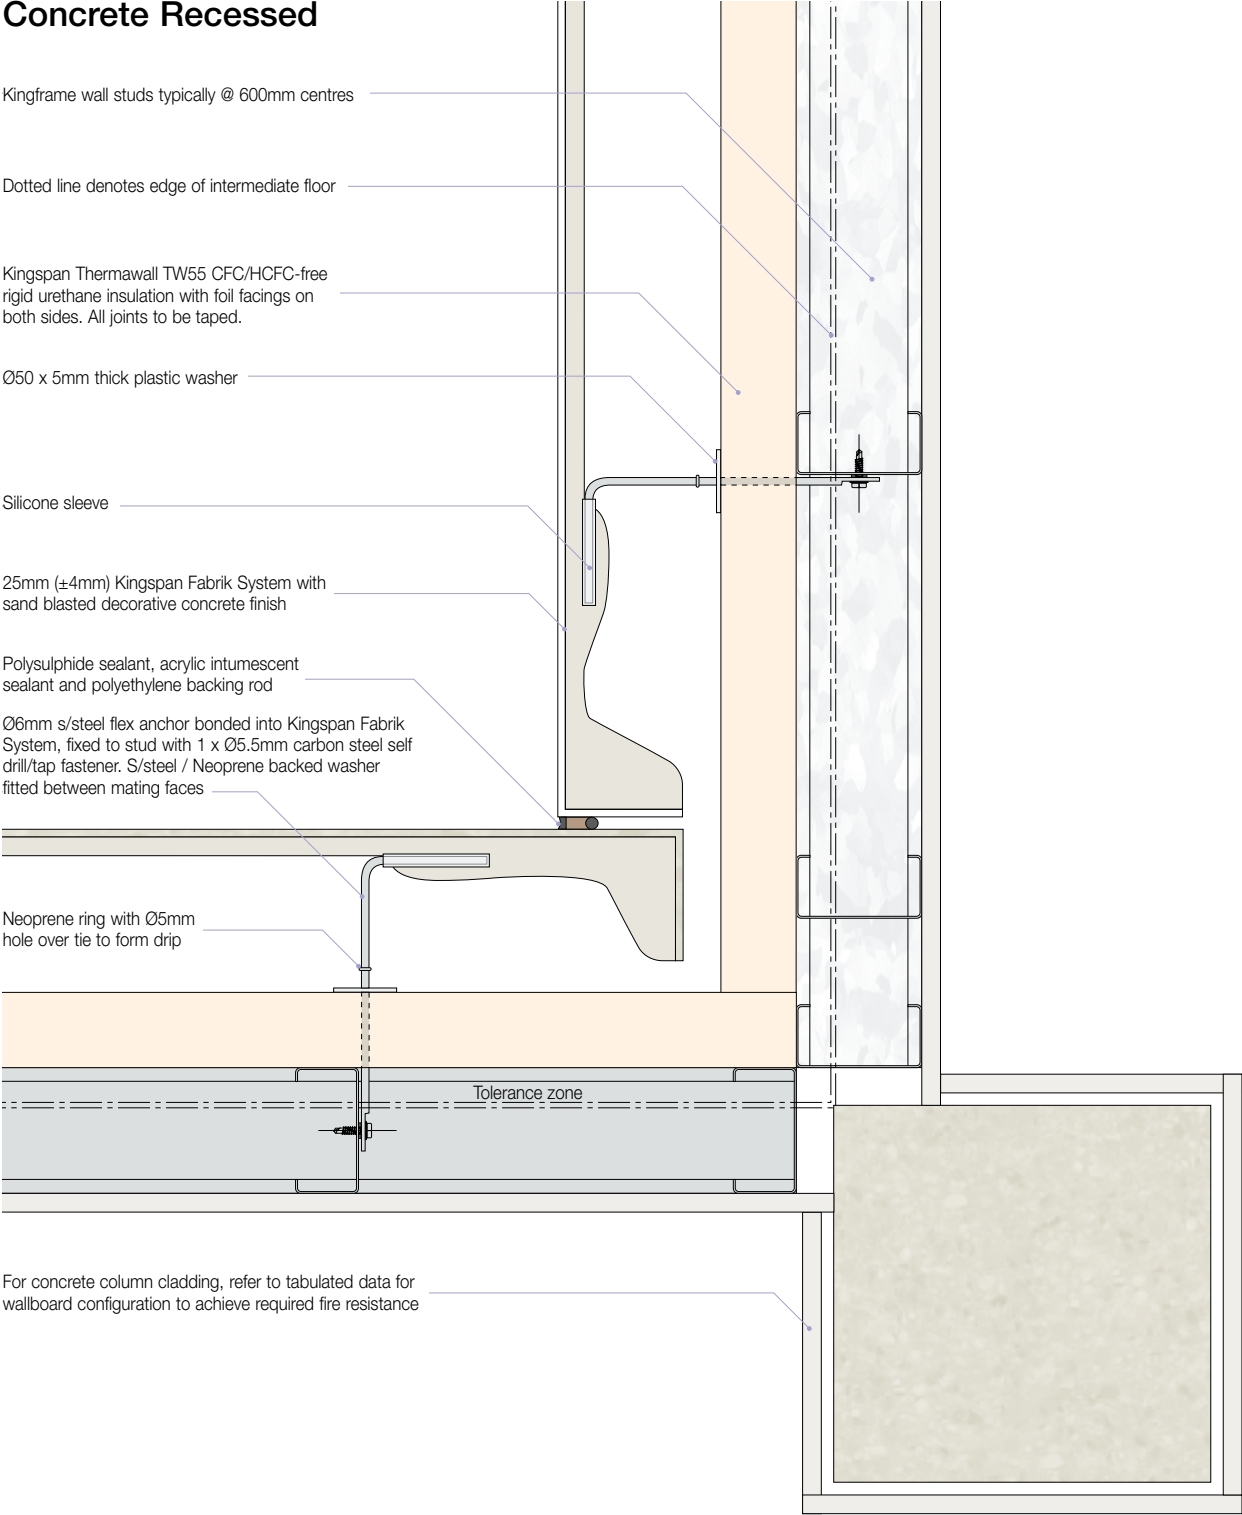 Concrete Recessed
Kingframe wall studs typically @ 600mm centres
Dotted line denotes edge of intermediate floor
Kingspan Thermawall TW55 CFC/HCFC-free
rigid urethane insulation with foil facings on
both sides. All joints to be taped.
Ø50 x 5mm thick plastic washer
Silicone sleeve
25mm (±4mm) Kingspan Fabrik System with
sand blasted decorative concrete finish
Polysulphide sealant, acrylic intumescent
sealant and polyethylene backing rod
Ø6mm s/steel flex anchor bonded into Kingspan Fabrik
System, fixed to stud with 1 x Ø5.5mm carbon steel self
drill/tap fastener. S/steel / Neoprene backed washer
fitted between mating faces
Neoprene ring with Ø5mm
hole over tie to form drip
Tolerance zone
For concrete column cladding, refer to tabulated data for
wallboard configuration to achieve required fire resistance